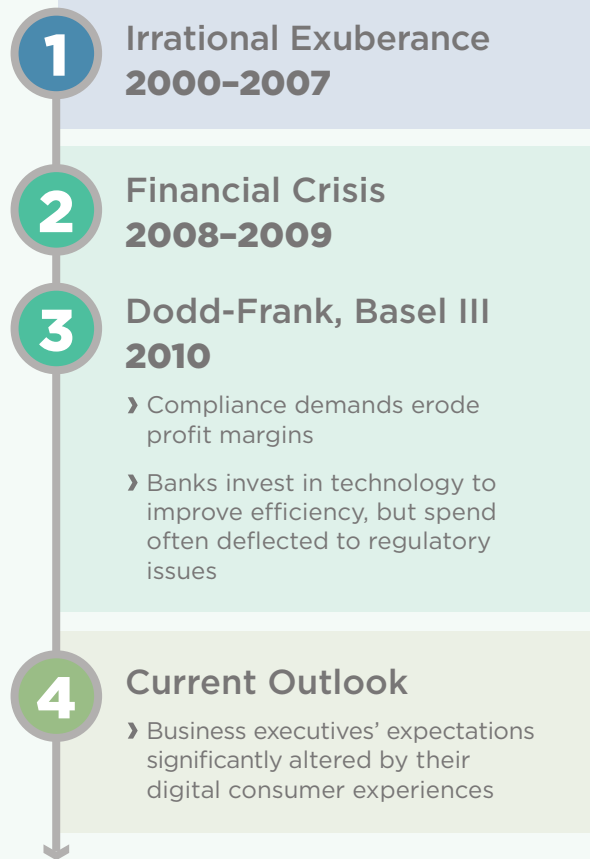 1
Irrational Exuberance
2000–2007
2
Financial Crisis
2008–2009
3
Dodd-Frank, Basel III
2010
❱ Compliance demands erode
profit margins
❱ Banks invest in technology to
improve efficiency, but spend
often deflected to regulatory
issues
4
Current Outlook
❱ Business executives’ expectations
significantly altered by their
digital consumer experiences